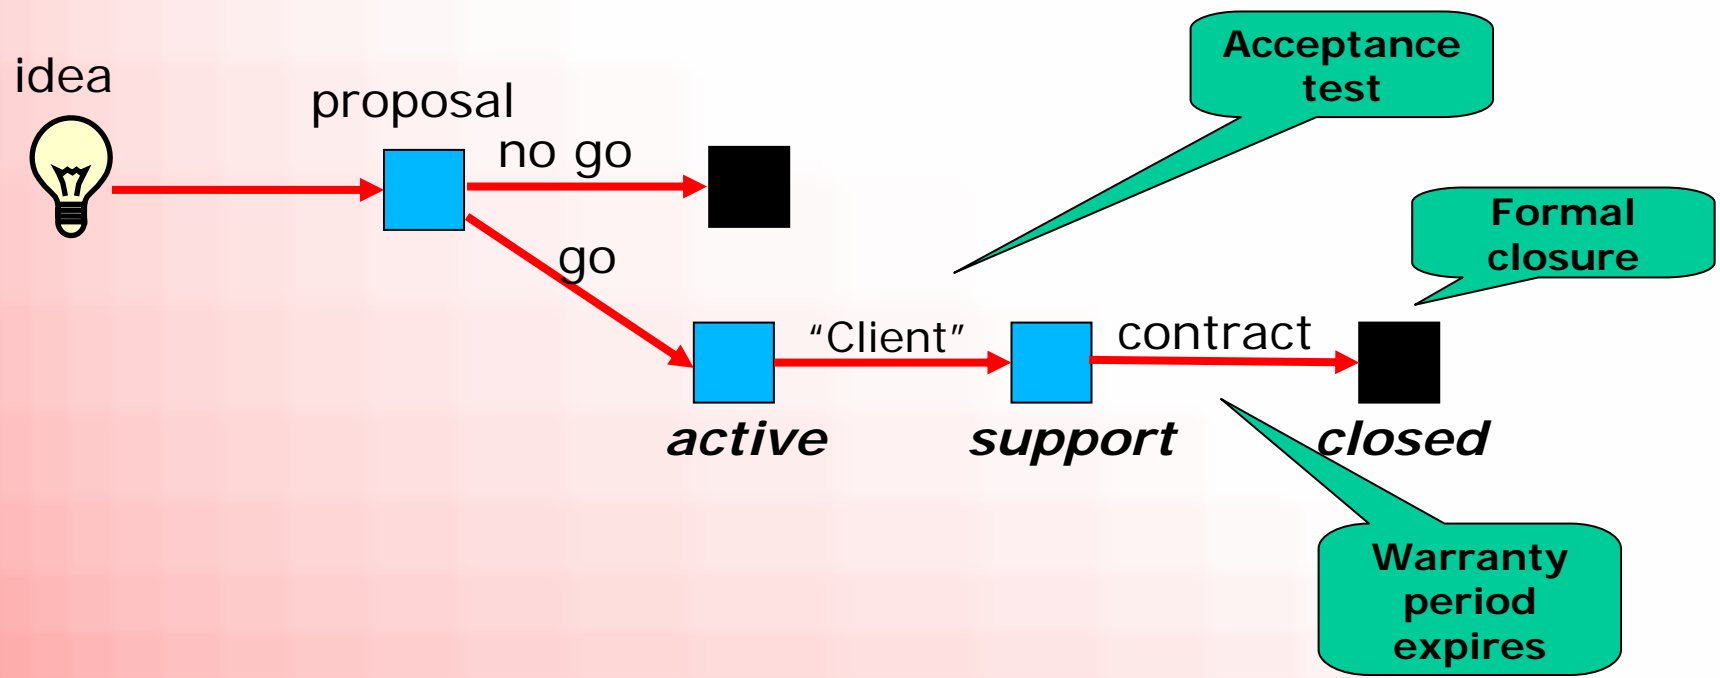 idea
proposal
no go
go
Acceptance
test
Formal
closure
“Client”
contract
active
support
closed
Warranty
period
expires